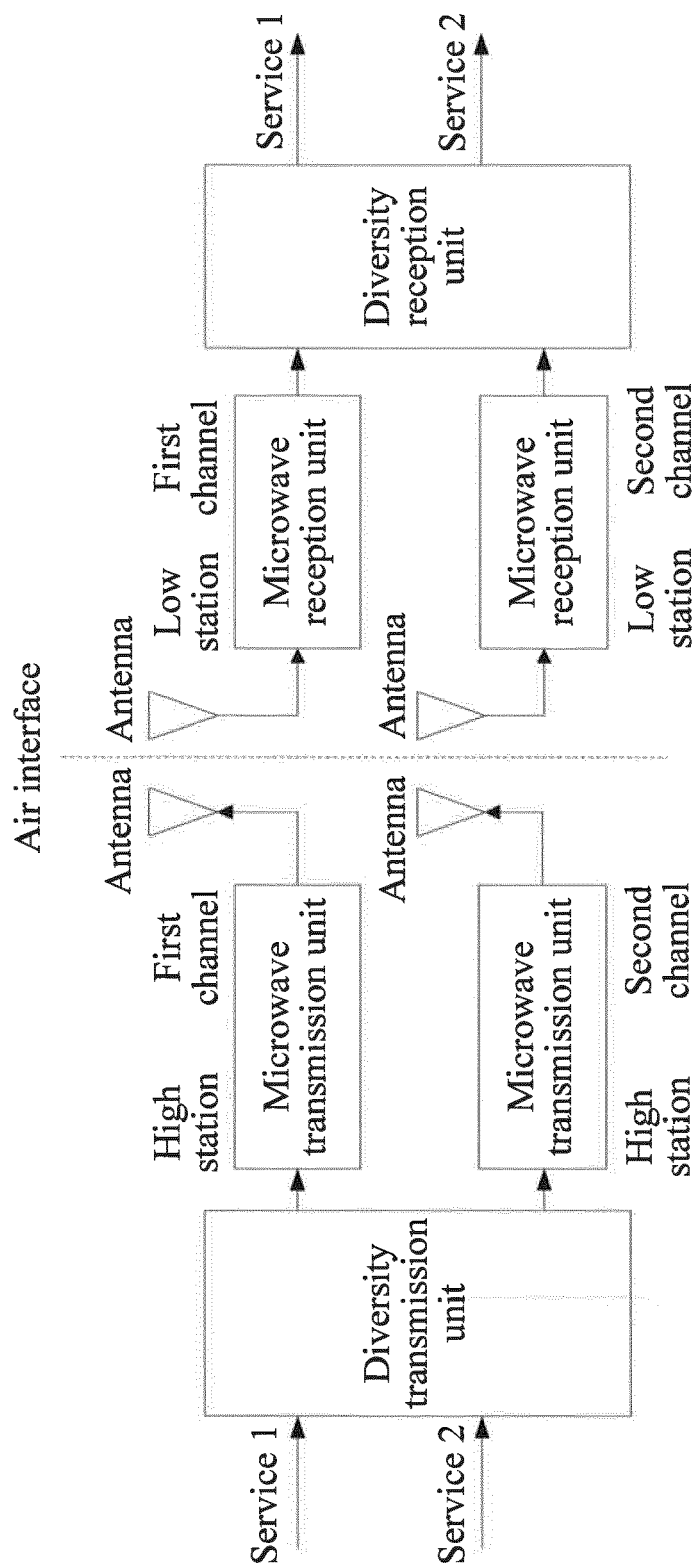 Air interface
High
station
First
channel
Antenna
Antenna
Low
station
First
channel
Service 1
Microwave
transmission unit
Microwave
reception unit
Service 1
Diversity
transmission
unit
Diversity
reception
unit
Service 2
Antenna
Antenna
Service 2
Microwave
transmission unit
Microwave
reception unit
High
station
Second
channel
Low
station
Second
channel